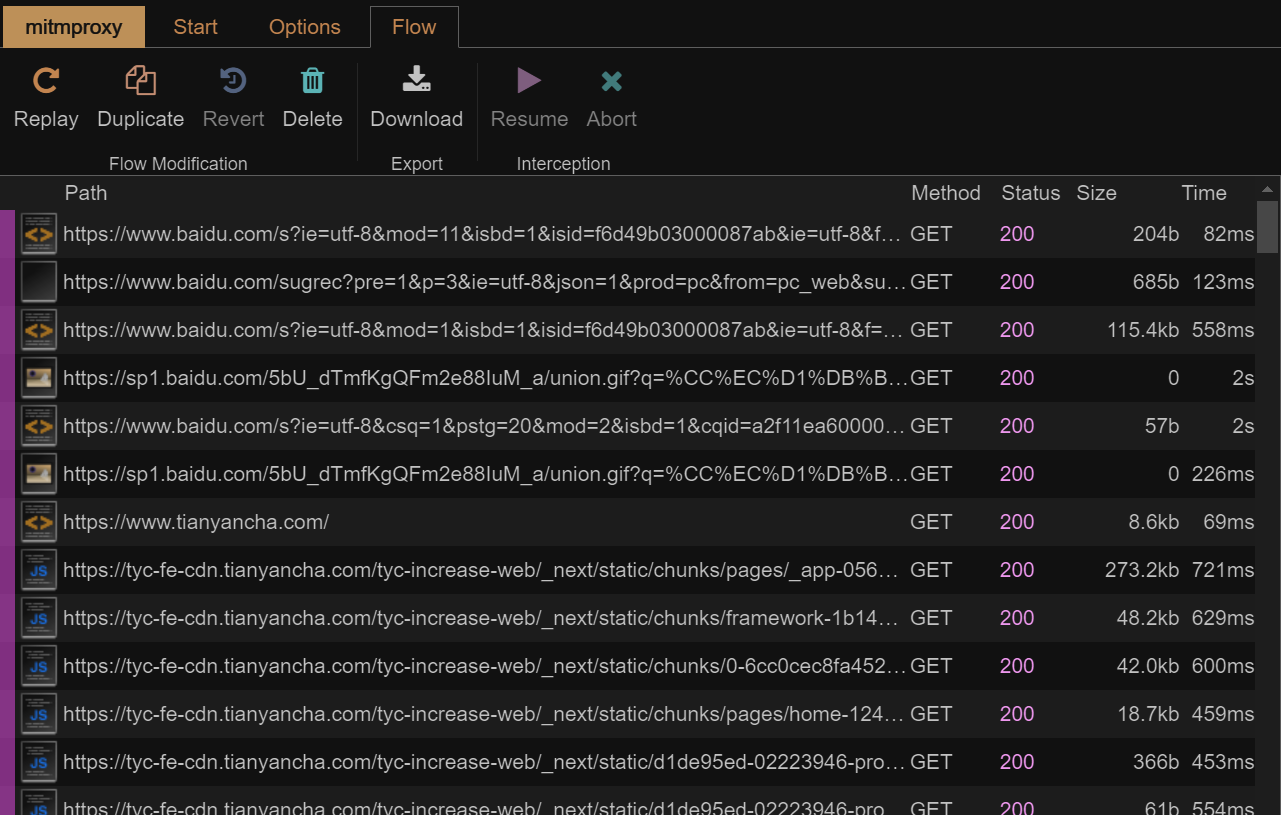 mitmproxy Start Options Flow
Replay Duplicate Revert Delete Download Resume Abort
Flow Modification Export Interception
Path Method Status Size Time
https://www.baidu.com/s?ie=utf-8&mod=11&isbd=1&isid=f6d49b03000087ab&ie=utf-8&f… GET 200 204b 82ms
https://www.baidu.com/sugrec?pre=1&p=3&ie=utf-8&json=1&prod=pc&from=pc_web&su… GET 200 685b 123ms
https://www.baidu.com/s?ie=utf-8&mod=1&isbd=1&isid=f6d49b03000087ab&ie=utf-8&f=… GET 200 115.4kb 558ms
https://sp1.baidu.com/5bU_dTmfKgQFm2e88IuM_a/union.gif?q=%CC%EC%D1%DB%B… GET 200 0 2s
https://www.baidu.com/s?ie=utf-8&csq=1&pstg=20&mod=2&isbd=1&cqid=a2f11ea60000… GET 200 57b 2s
https://sp1.baidu.com/5bU_dTmfKgQFm2e88IuM_a/union.gif?q=%CC%EC%D1%DB%B… GET 200 0 226ms
https://www.tianyancha.com/ GET 200 8.6kb 69ms
JS https://tyc-fe-cdn.tianyancha.com/tyc-increase-web/_next/static/chunks/pages/_app-056… GET 200 273.2kb 721ms
JS https://tyc-fe-cdn.tianyancha.com/tyc-increase-web/_next/static/chunks/framework-1b14… GET 200 48.2kb 629ms
JS https://tyc-fe-cdn.tianyancha.com/tyc-increase-web/_next/static/chunks/0-6cc0cec8fa452… GET 200 42.0kb 600ms
JS https://tyc-fe-cdn.tianyancha.com/tyc-increase-web/_next/static/chunks/pages/home-124… GET 200 18.7kb 459ms
JS https://tyc-fe-cdn.tianyancha.com/tyc-increase-web/_next/static/d1de95ed-02223946-pro… GET 200 366b 453ms
JS https://tyc-fe-cdn.tianyancha.com/tyc-increase-web/_next/static/d1de95ed-02223946-pro… GET 200 61b 554ms